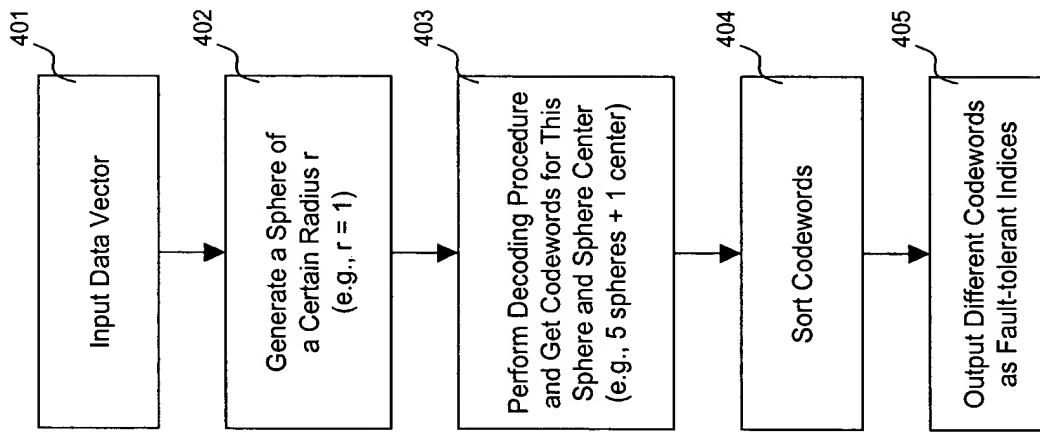 401
Input Data Vector
402
Generate a Sphere of
a Certain Radius r
(e.g., r = 1)
403
Perform Decoding Procedure
and Get Codewords for This
Sphere and Sphere Center
(e.g., 5 spheres + 1 center)
404
Sort Codewords
405
Output Different Codewords
as Fault-tolerant Indices